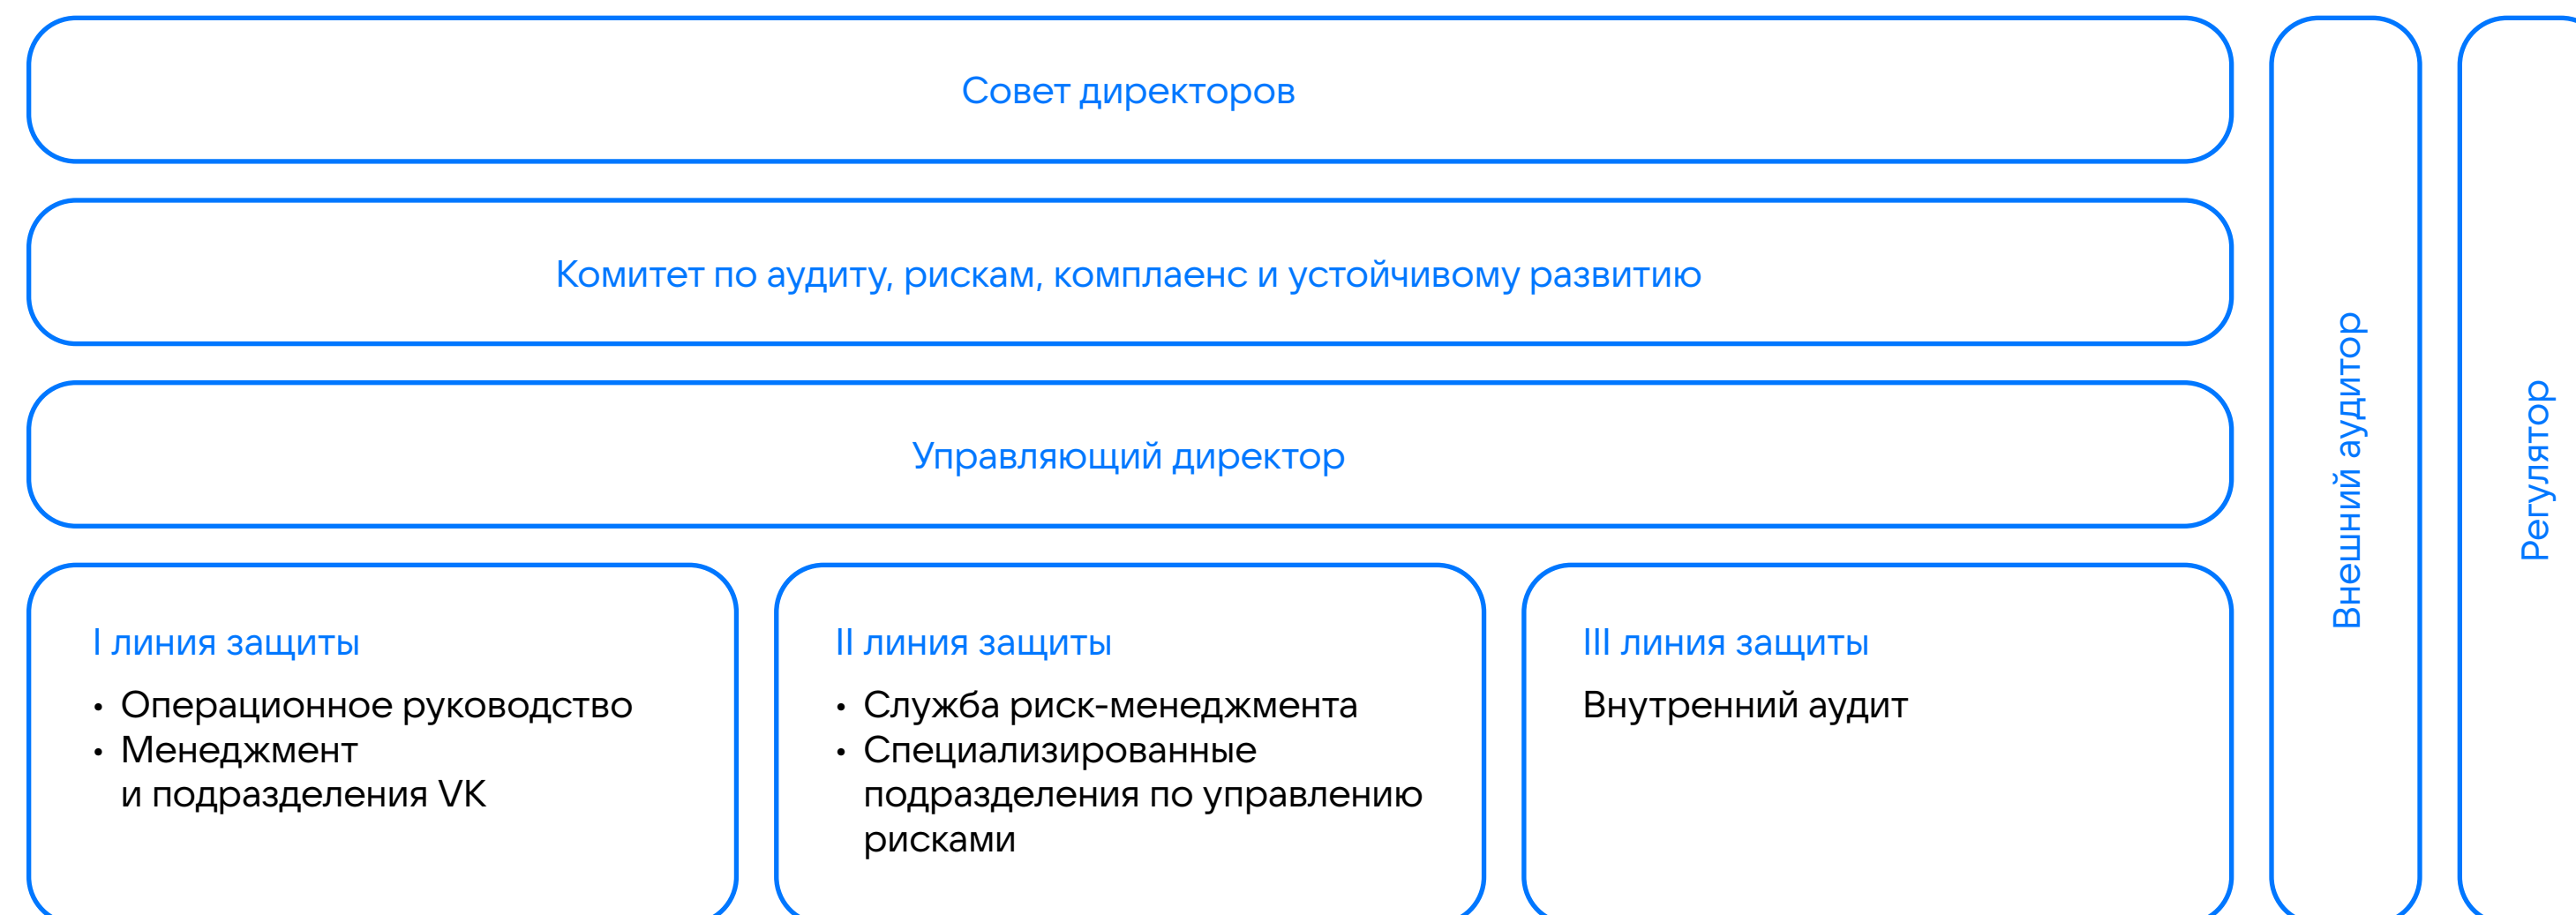 Совет директоров
Комитет по аудиту, рискам, комплаенс и устойчивому развитию
Управляющий директор
I линия защиты
• Операционное руководство
• Менеджмент
и подразделения VK
II линия защиты
• Служба риск-менеджмента
• Специализированные
подразделения по управлению
рисками
III линия защиты
Внутренний аудит
Внешний аудитор
Регулятор